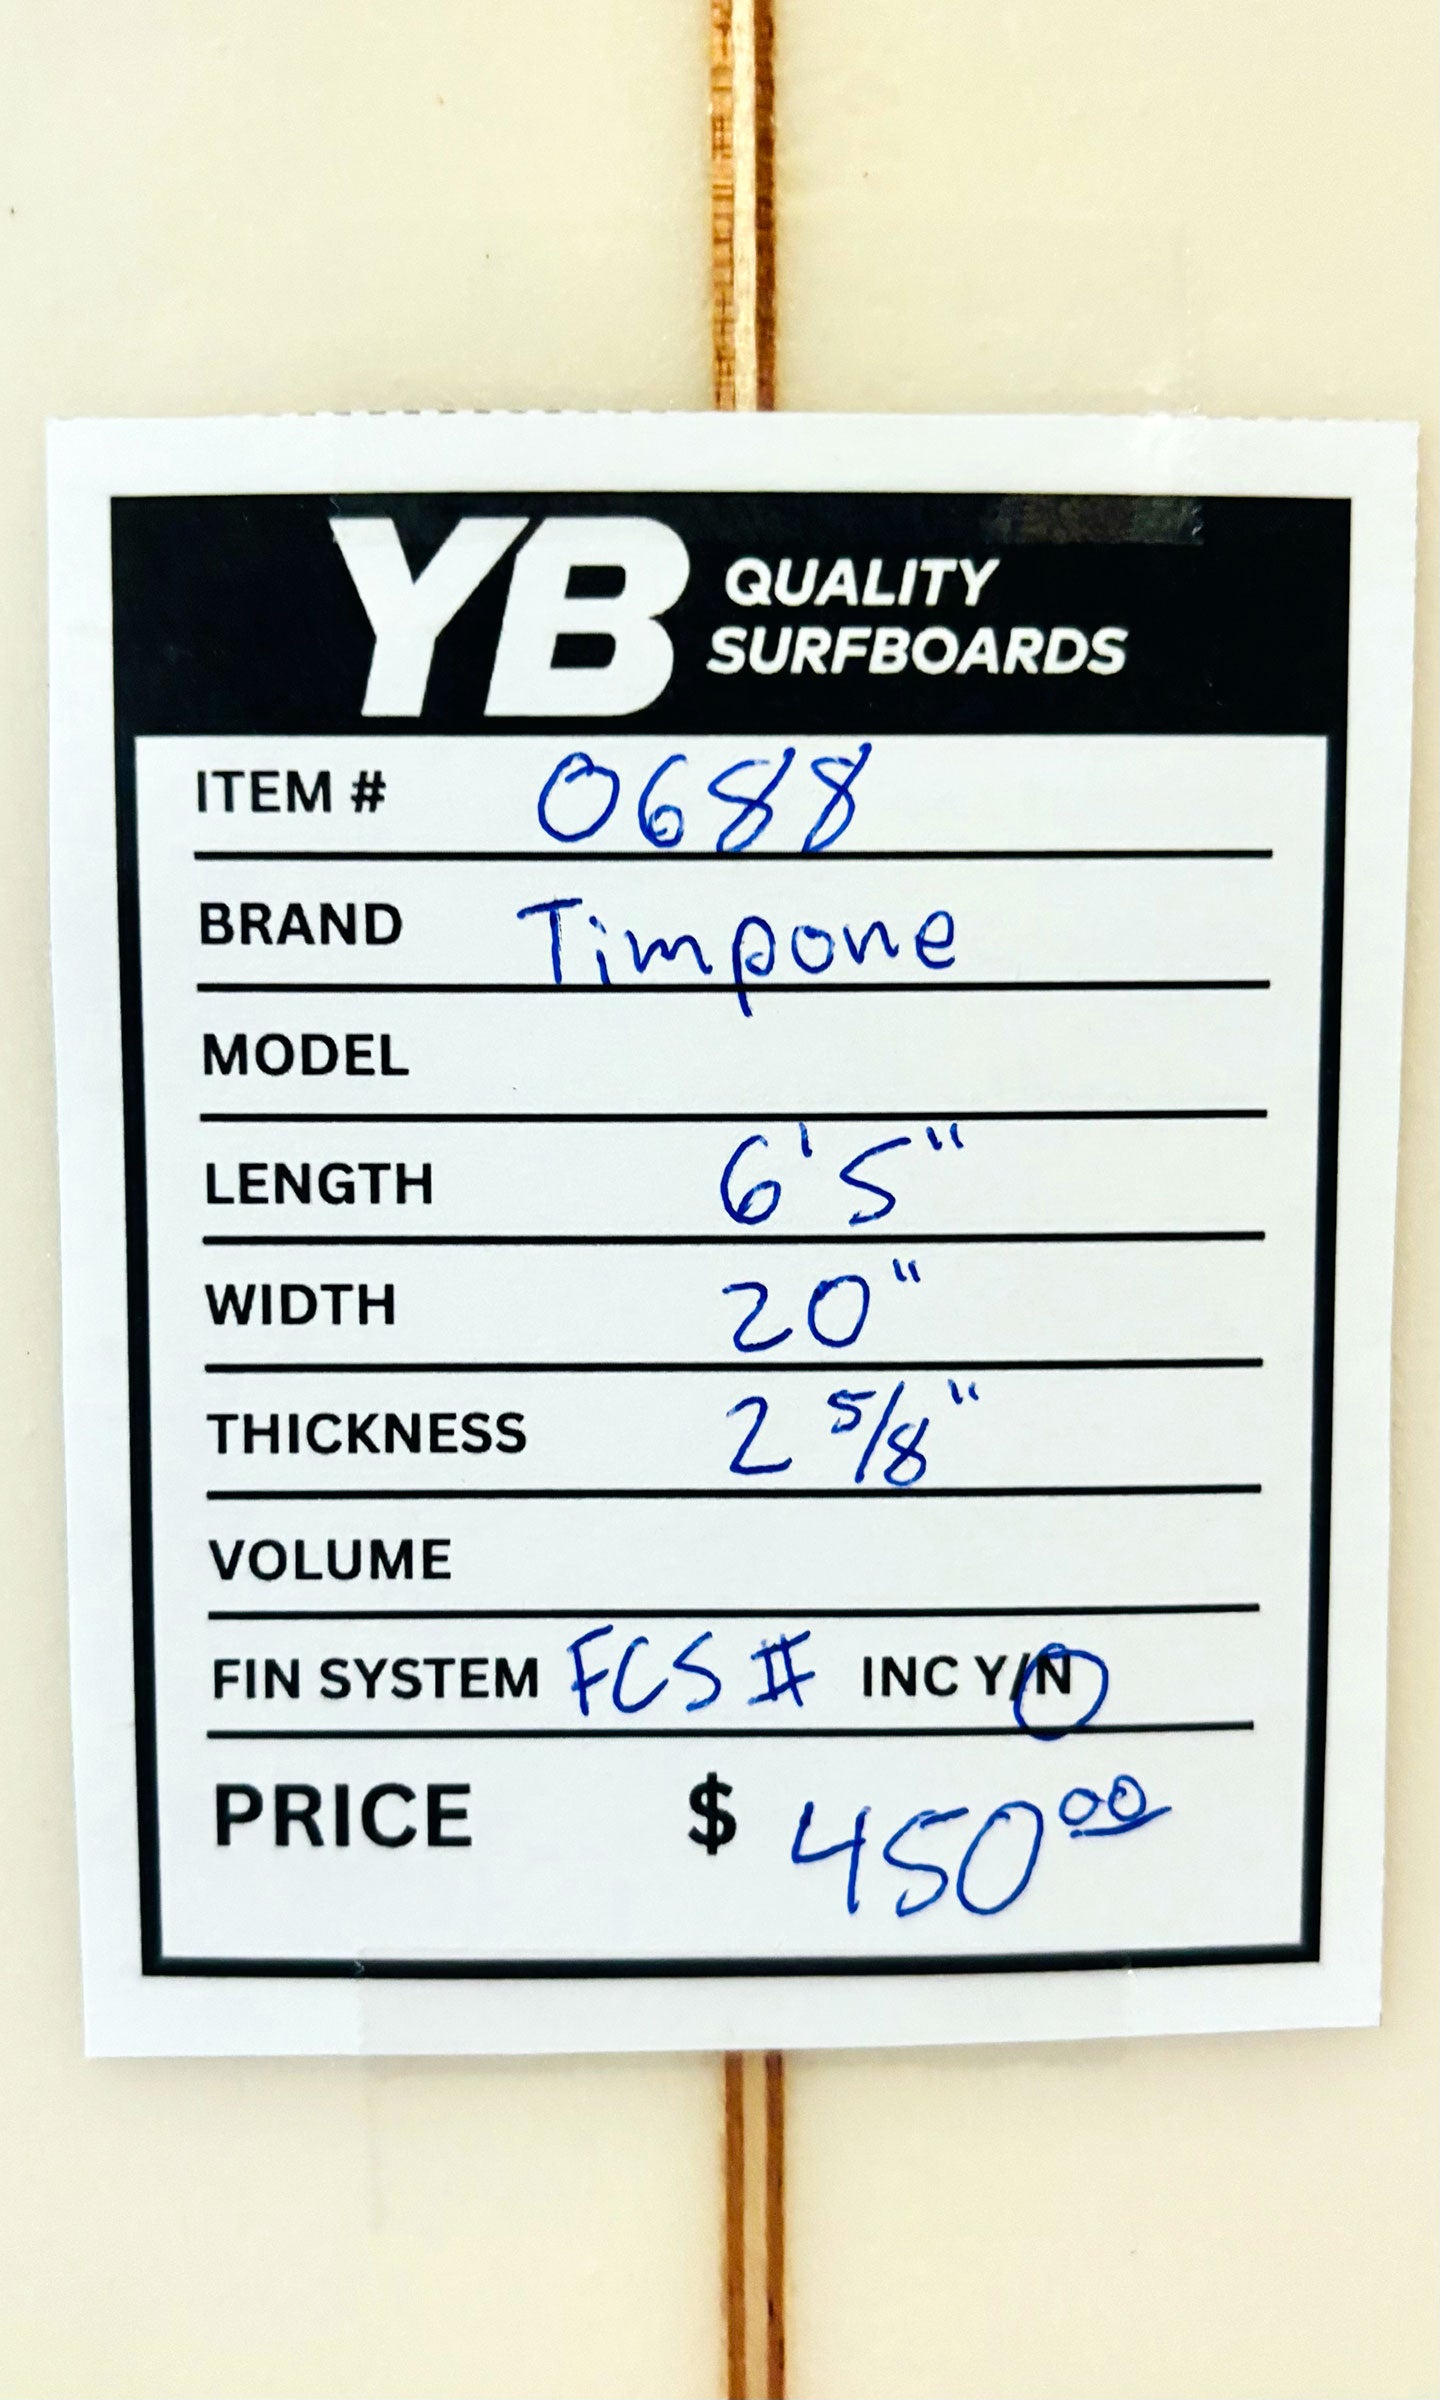 YB QUALITY
SURFBOARDS
ITEM # 0688
BRAND Timpone
MODEL
LENGTH 6'5"
WIDTH 20"
THICKNESS 2 5/8"
VOLUME
FIN SYSTEM FCS II INC Y/N
PRICE $ 450.00